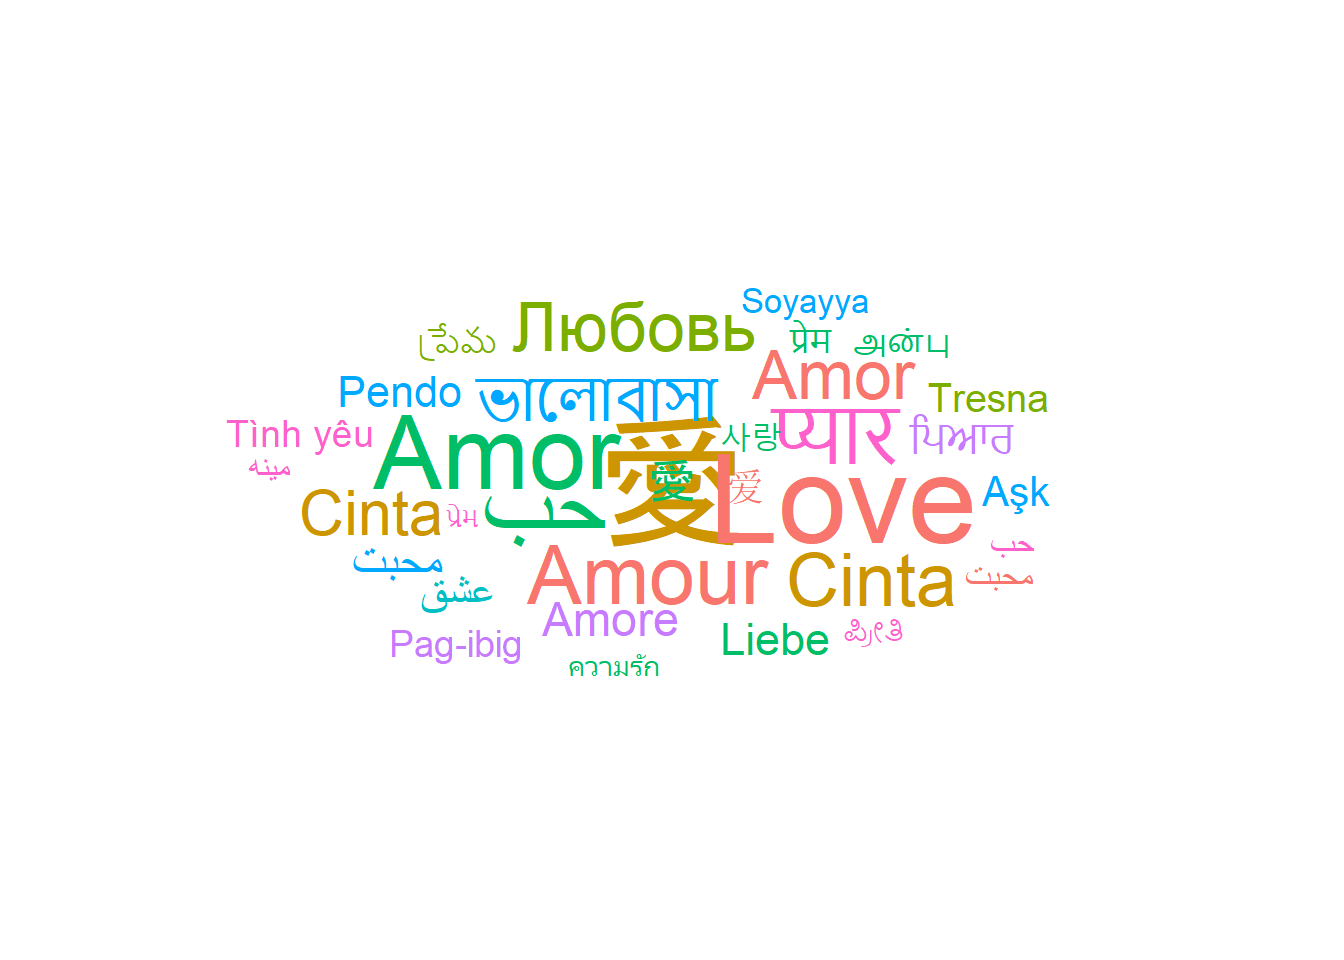 Soyayya
Любовь
ప్రేమ
प्रेम
அன்பு
Amor
Pendo
ভালোবাসা
Tresna
Tình yêu
Amor
愛
사랑
प्यार
ਪਿਆਰ
مينه
愛
爱
Love
Aşk
Cinta
પ્રેમ
حب
حب
محبت
عشق
Amour
Cinta
محبت
Amore
Pag-ibig
Liebe
ಪ್ರೀತಿ
ความรัก